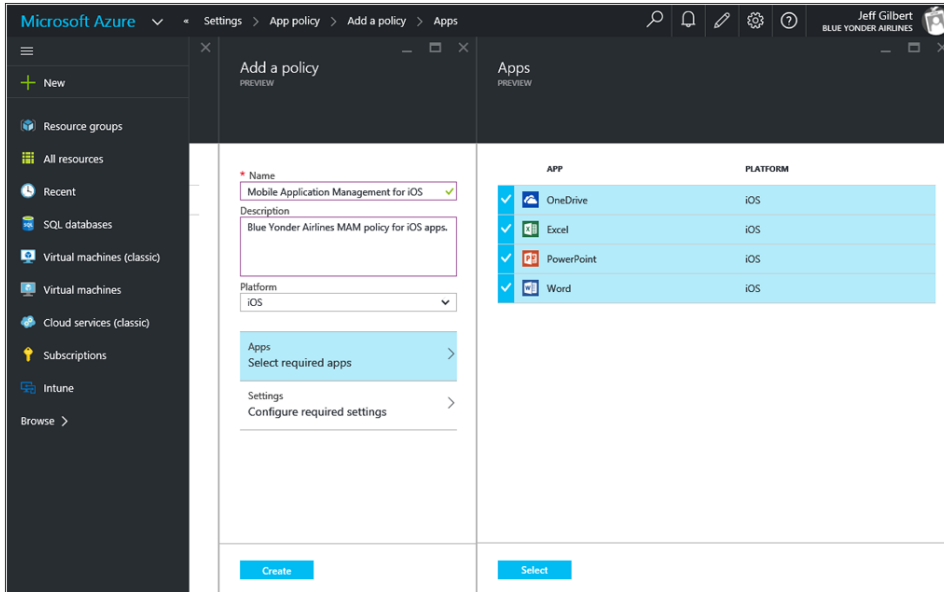 Microsoft Azure « Settings > App policy > Add a policy > Apps Jeff Gilbert
BLUE YONDER AIRLINES
New
Resource groups
All resources
Recent
SQL databases
Virtual machines (classic)
Virtual machines
Cloud services (classic)
Subscriptions
Intune
Browse >
Add a policy
PREVIEW
* Name
Mobile Application Management for iOS
Description
Blue Yonder Airlines MAM policy for iOS apps.
Platform
iOS
Apps
Select required apps
Settings
Configure required settings
Create
Apps
PREVIEW
APP PLATFORM
OneDrive iOS
Excel iOS
PowerPoint iOS
Word iOS
Select